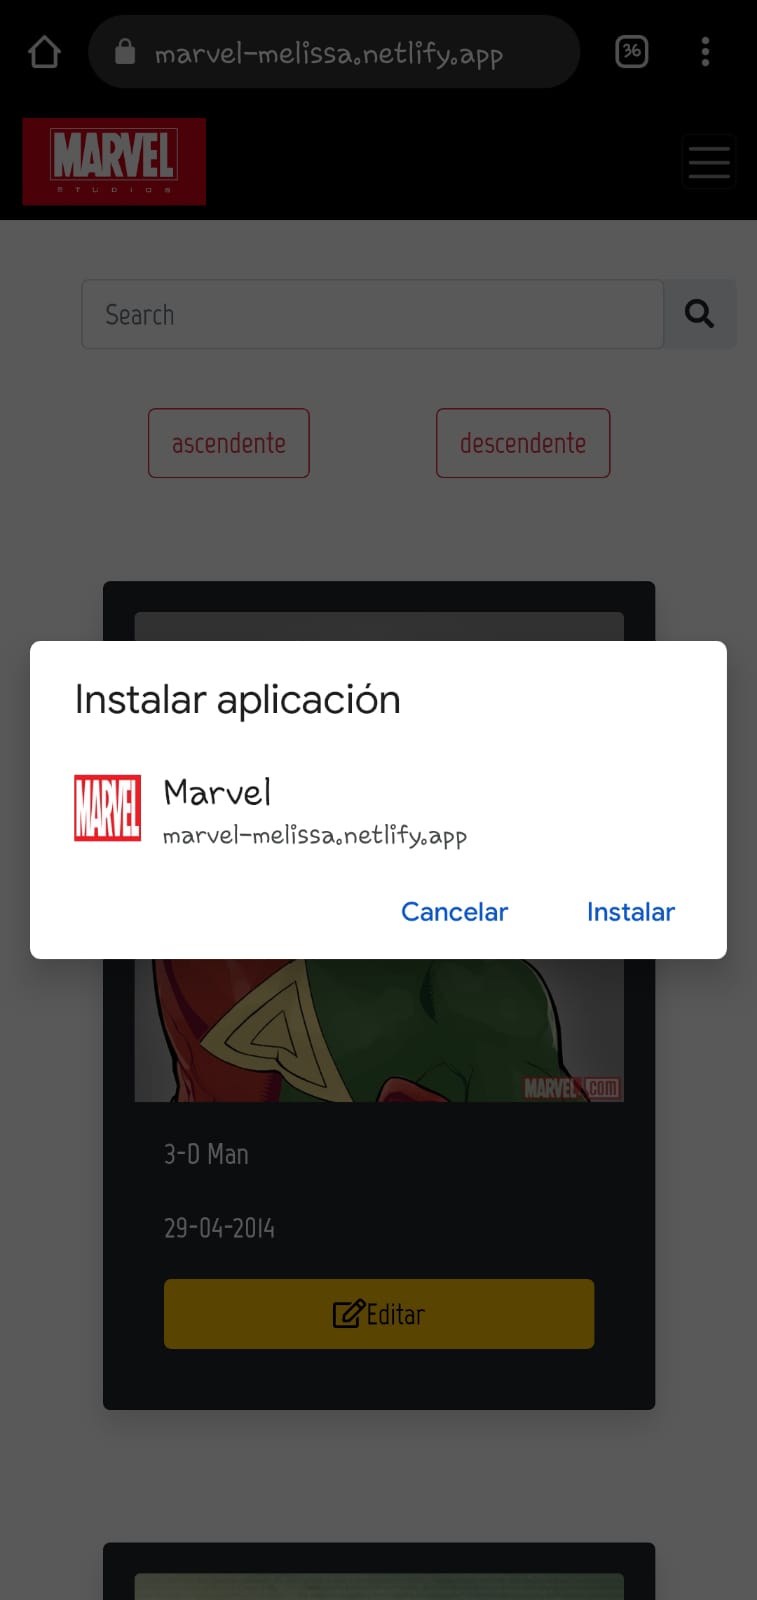 marvel-melissa.netlify.app
36
MARVEL
STUDIOS
Search
ascendente
descendente
Instalar aplicación
MARVEL
Marvel
marvel-melissa.netlify.app
Cancelar
Instalar
MARVEL.com
3-D Man
29-04-2014
Editar